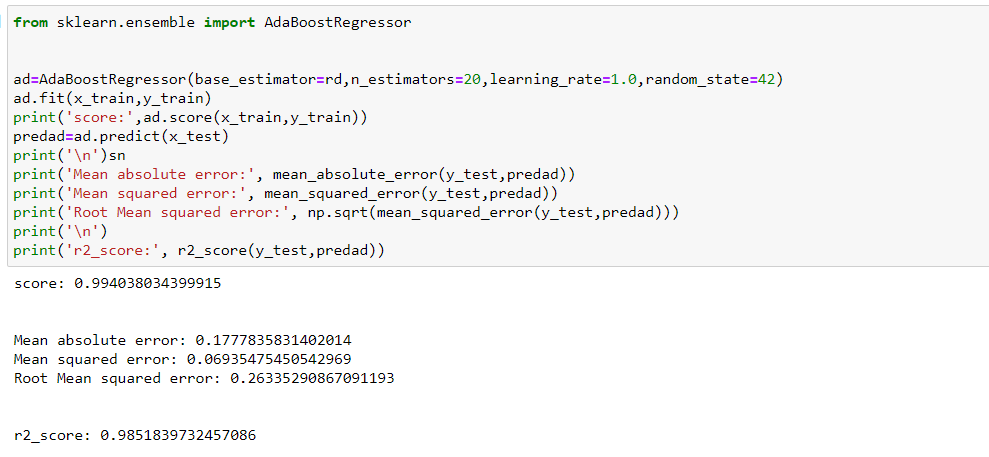 from sklearn.ensemble import AdaBoostRegressor
ad=AdaBoostRegressor(base_estimator=rd,n_estimators=20,learning_rate=1.0,random_state=42)
ad.fit(x_train,y_train)
print('score:',ad.score(x_train,y_train))
predad=ad.predict(x_test)
print('\n')sn
print('Mean absolute error:', mean_absolute_error(y_test,predad))
print('Mean squared error:', mean_squared_error(y_test,predad))
print('Root Mean squared error:', np.sqrt(mean_squared_error(y_test,predad)))
print('\n')
print('r2_score:', r2_score(y_test,predad))
score: 0.994038034399915
Mean absolute error: 0.1777835831402014
Mean squared error: 0.06935475450542969
Root Mean squared error: 0.26335290867091193
r2_score: 0.9851839732457086